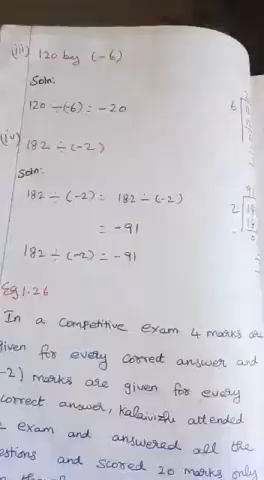 (iii) 120 by (-6)
Soln:
120 ÷(-6) = -20
(iv) 182 ÷ (-2)
Soln:
182 ÷ (-2) = 182 ÷ (-2)
= -91
182 ÷ (-2) = -91
Eg 1.26
In a competitive exam 4 marks are
given for every correct answer and
-2) marks are given for every
correct answer, Kalaivizhi attended
exam and answered all the
estions and scored 20 marks only